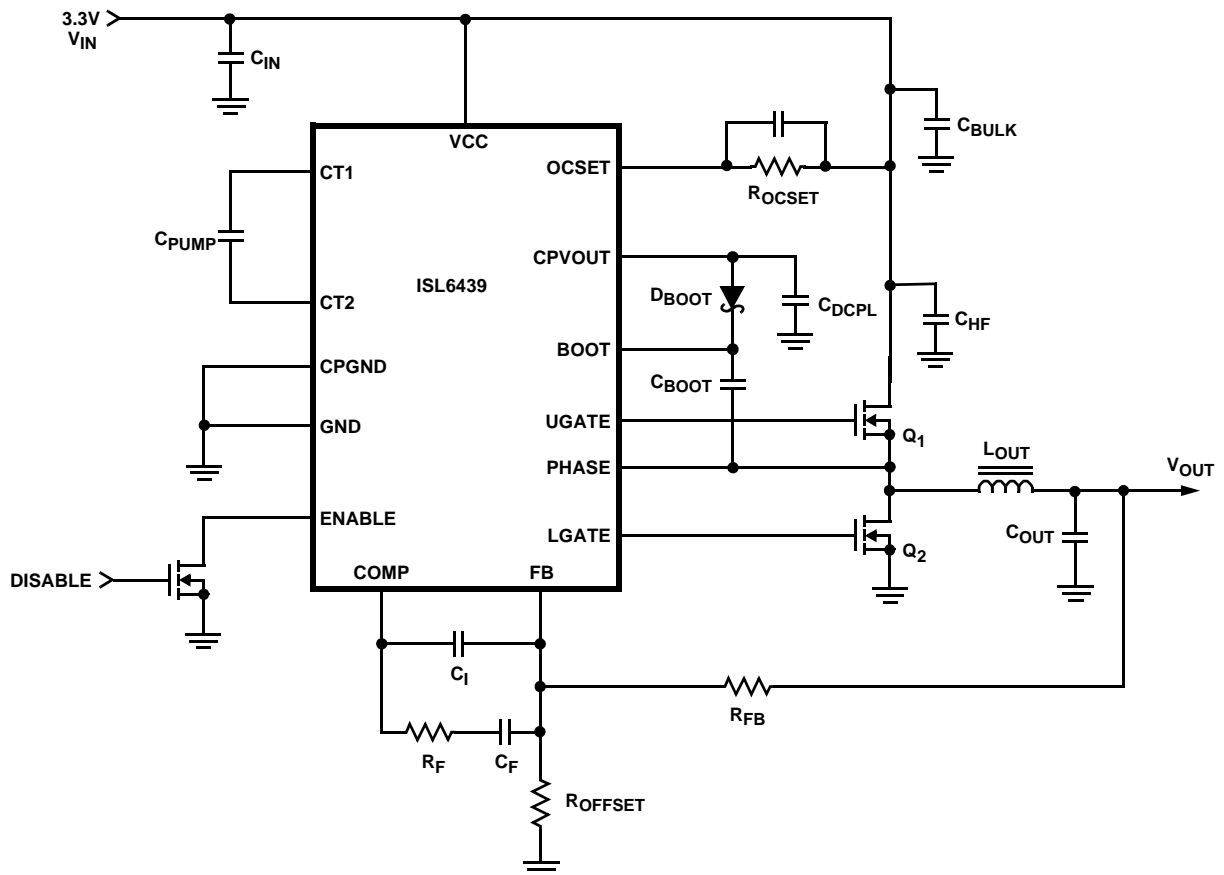 3.3V
VIN
CIN
VCC
CBULK
CT1
OCSET
ROCSET
CPUMP
CPVOUT
ISL6439
DBOOT
CDCPL
CT2
CHF
BOOT
CBOOT
CPGND
UGATE
Q1
GND
PHASE
LOUT
VOUT
ENABLE
LGATE
COUT
Q2
DISABLE
COMP
FB
CI
RFB
RF
CF
ROFFSET